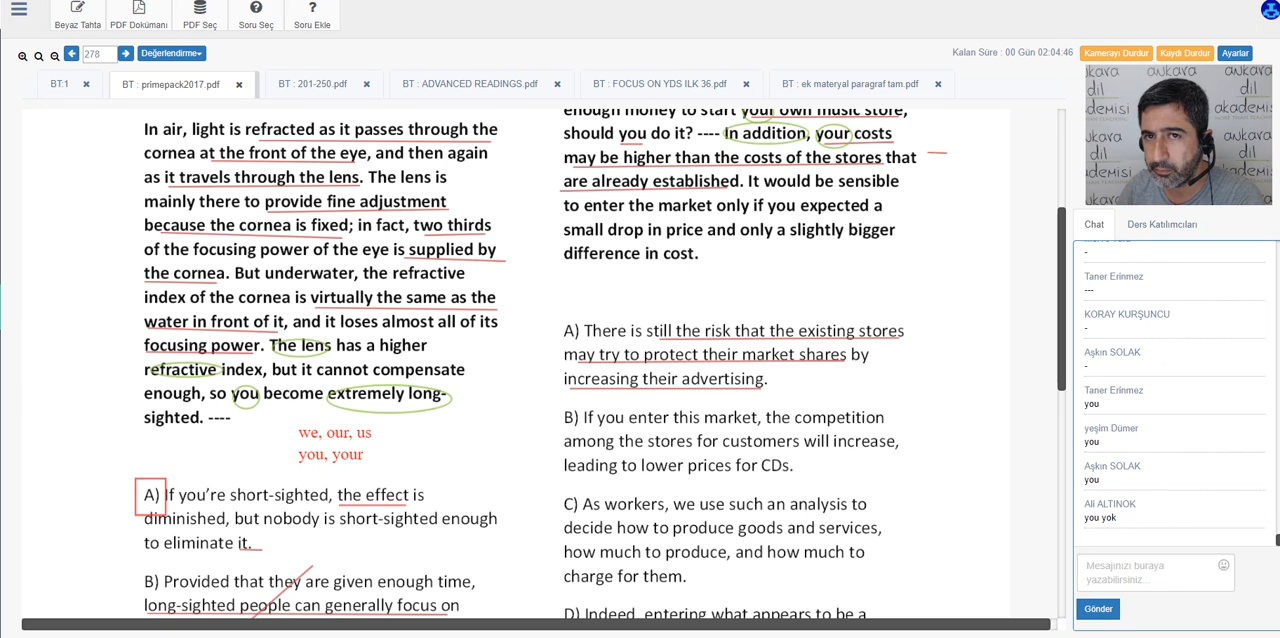 Beyaz Tahta
PDF Dokümanı
PDF Seç
Soru Seç
Soru Ekle
278
Değerlendirme
Kalan Süre : 00 Gün 02:04:46
Kamerayı Durdur
Kaydı Durdur
Ayarlar
BT:1
BT : primepack2017.pdf
BT : 201-250.pdf
BT : ADVANCED READINGS.pdf
BT : FOCUS ON YDS ILK 36.pdf
BT : ek materyal paragraf tam.pdf
In air, light is refracted as it passes through the
cornea at the front of the eye, and then again
as it travels through the lens. The lens is
mainly there to provide fine adjustment
because the cornea is fixed; in fact, two thirds
of the focusing power of the eye is supplied by
the cornea. But underwater, the refractive
index of the cornea is virtually the same as the
water in front of it, and it loses almost all of its
focusing power. The lens has a higher
refractive index, but it cannot compensate
enough, so you become extremely long-
sighted. ----
we, our, us
you, your
A) If you’re short-sighted, the effect is
diminished, but nobody is short-sighted enough
to eliminate it.
B) Provided that they are given enough time,
long-sighted people can generally focus on
enough money to start your own music store,
should you do it? ---- In addition, your costs
may be higher than the costs of the stores that
are already established. It would be sensible
to enter the market only if you expected a
small drop in price and only a slightly bigger
difference in cost.
A) There is still the risk that the existing stores
may try to protect their market shares by
increasing their advertising.
B) If you enter this market, the competition
among the stores for customers will increase,
leading to lower prices for CDs.
C) As workers, we use such an analysis to
decide how to produce goods and services,
how much to produce, and how much to
charge for them.
D) Indeed, entering what appears to be a
ankara
dil
akademisi
Chat
Ders Katılımcıları
-
Taner Erinmez
---
KORAY KURŞUNCU
-
Aşkın SOLAK
-
Taner Erinmez
you
yeşim Dümer
you
Aşkın SOLAK
you
Ali ALTINOK
you yok
Mesajınızı buraya
yazabilirsiniz...
Gönder